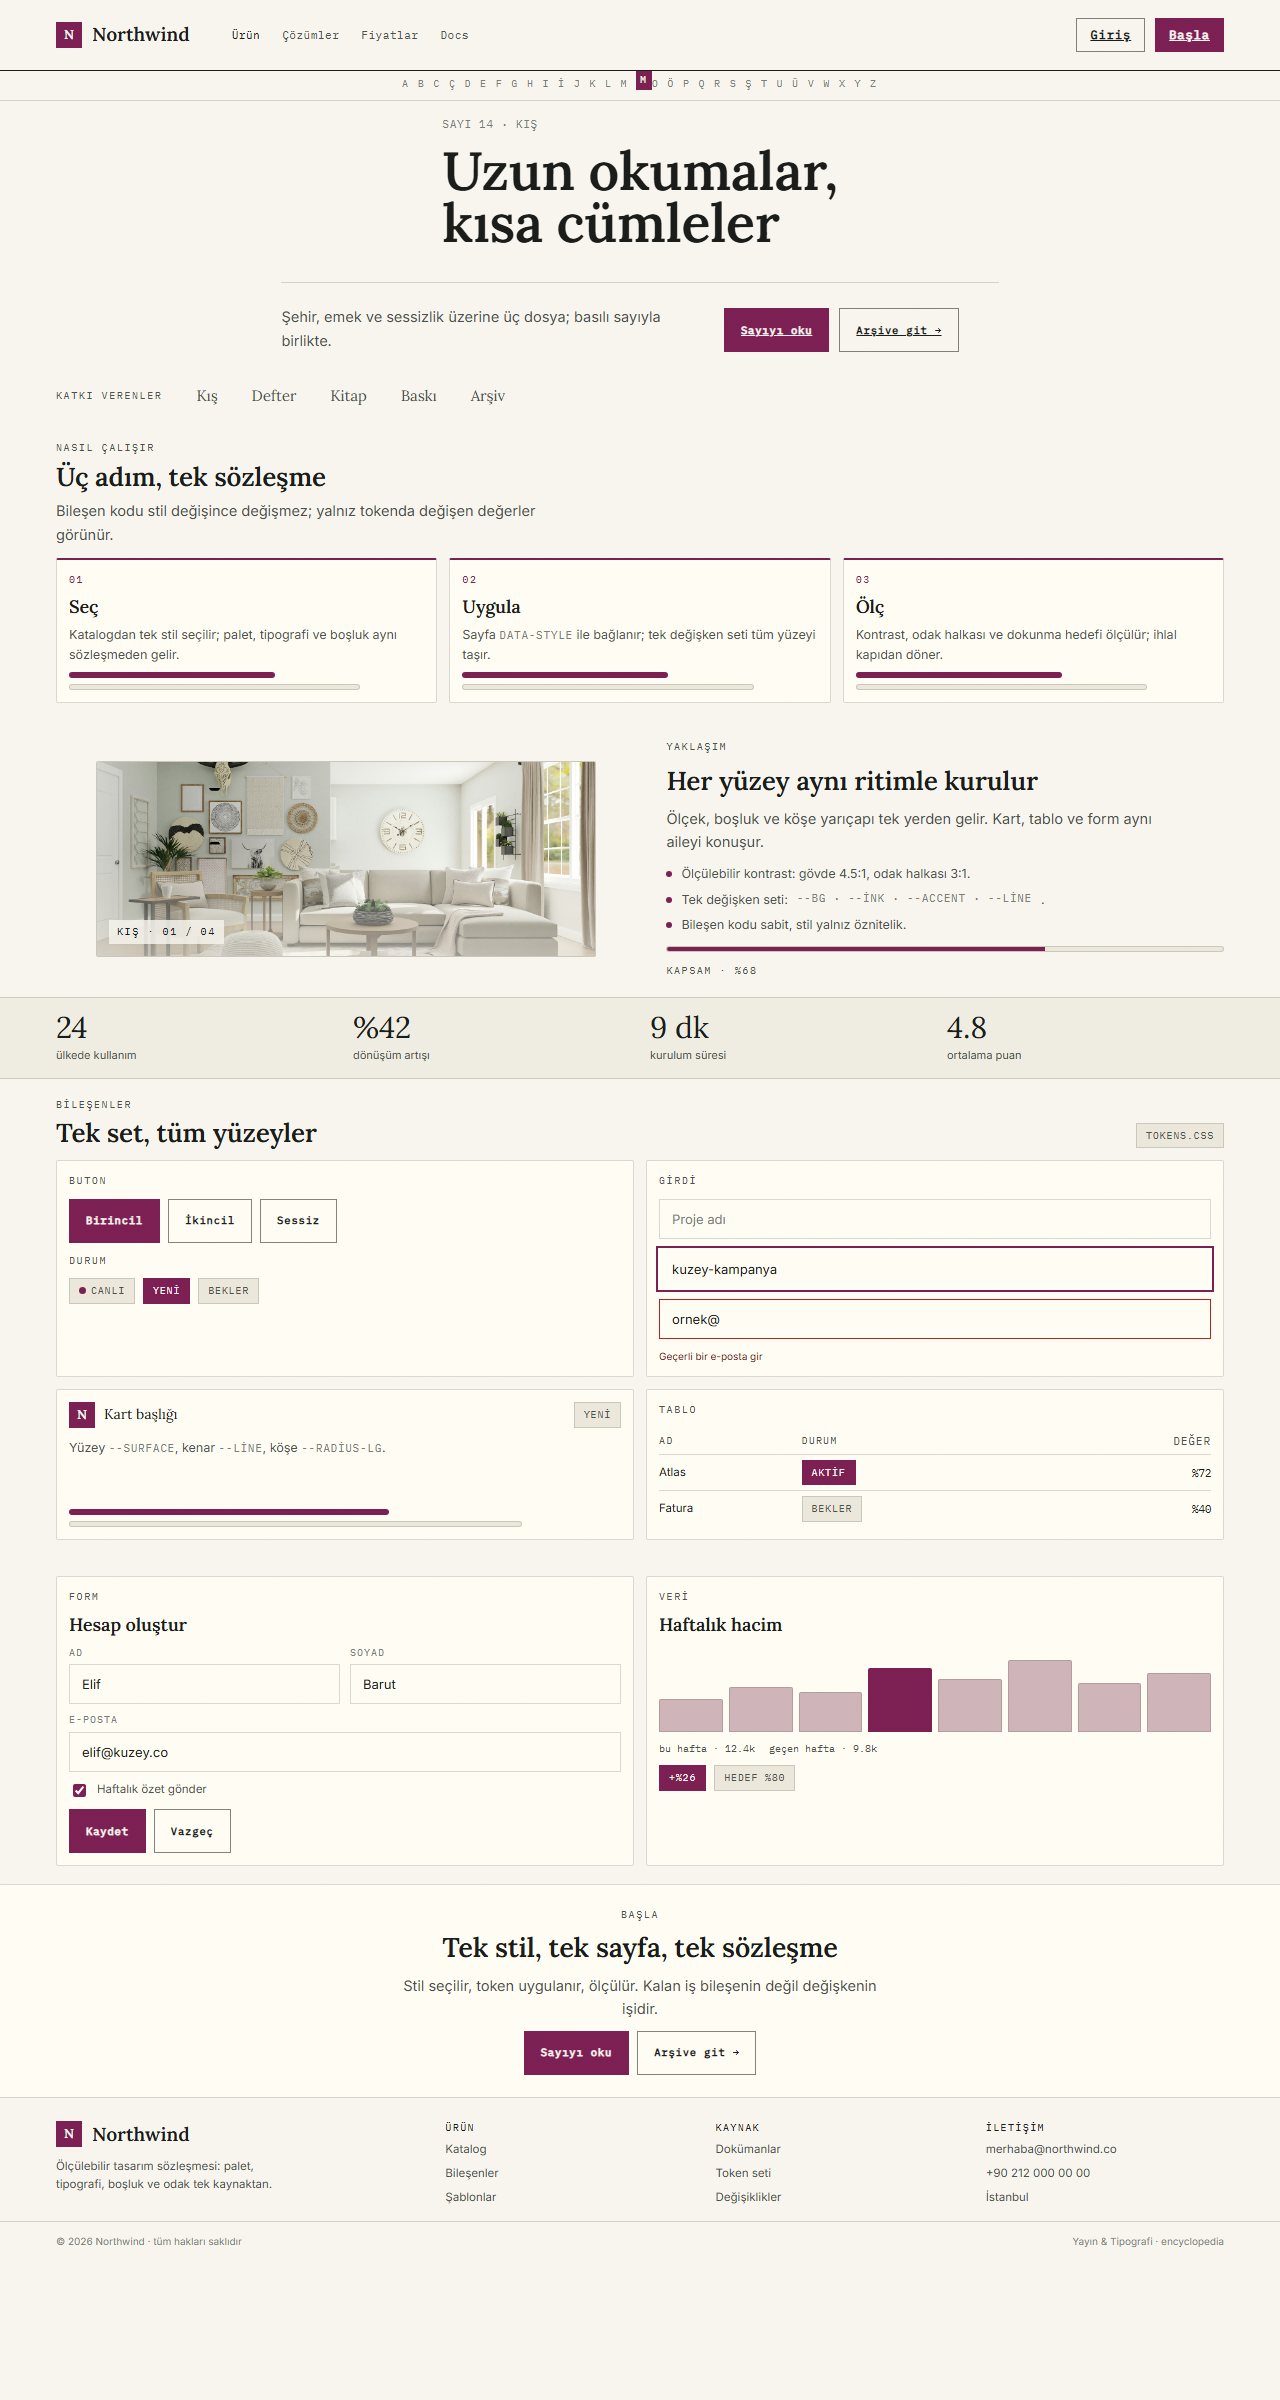 N Northwind Ürün Çözümler Fiyatlar Docs Giriş Başla
A B C Ç D E F G H I İ J K L M M O Ö P Q R S Ş T U Ü V W X Y Z
SAYI 14 · KIŞ
Uzun okumalar,
kısa cümleler
Şehir, emek ve sessizlik üzerine üç dosya; basılı sayıyla
birlikte.
Sayıyı oku Arşive git →
KATKI VERENLER Kış Defter Kitap Baskı Arşiv
NASIL ÇALIŞIR
Üç adım, tek sözleşme
Bileşen kodu stil değişince değişmez; yalnız tokenda değişen değerler
görünür.
01
Seç
Katalogdan tek stil seçilir; palet, tipografi ve boşluk aynı
sözleşmeden gelir.
02
Uygula
Sayfa DATA-STYLE ile bağlanır; tek değişken seti tüm yüzeyi
taşır.
03
Ölç
Kontrast, odak halkası ve dokunma hedefi ölçülür; ihlal
kapıdan döner.
KIŞ · 01 / 04
YAKLAŞIM
Her yüzey aynı ritimle kurulur
Ölçek, boşluk ve köşe yarıçapı tek yerden gelir. Kart, tablo ve form aynı
aileyi konuşur.
Ölçülebilir kontrast: gövde 4.5:1, odak halkası 3:1.
Tek değişken seti: --BG · --İNK · --ACCENT · --LİNE .
Bileşen kodu sabit, stil yalnız öznitelik.
KAPSAM · %68
24
ülkede kullanım
%42
dönüşüm artışı
9 dk
kurulum süresi
4.8
ortalama puan
BİLEŞENLER
Tek set, tüm yüzeyler
TOKENS.CSS
BUTON
Birincil İkincil Sessiz
DURUM
CANLI YENİ BEKLER
GİRDİ
Proje adı
kuzey-kampanya
ornek@
Geçerli bir e-posta gir
N Kart başlığı YENİ
Yüzey --SURFACE, kenar --LİNE, köşe --RADİUS-LG.
TABLO
AD DURUM DEĞER
Atlas AKTİF %72
Fatura BEKLER %40
FORM
Hesap oluştur
AD SOYAD
Elif Barut
E-POSTA
elif@kuzey.co
Haftalık özet gönder
Kaydet Vazgeç
VERİ
Haftalık hacim
bu hafta · 12.4k geçen hafta · 9.8k
+%26 HEDEF %80
BAŞLA
Tek stil, tek sayfa, tek sözleşme
Stil seçilir, token uygulanır, ölçülür. Kalan iş bileşenin değil değişkenin
işidir.
Sayıyı oku Arşive git →
N Northwind
Ölçülebilir tasarım sözleşmesi: palet,
tipografi, boşluk ve odak tek kaynaktan.
ÜRÜN
Katalog
Bileşenler
Şablonlar
KAYNAK
Dokümanlar
Token seti
Değişiklikler
İLETİŞİM
merhaba@northwind.co
+90 212 000 00 00
İstanbul
© 2026 Northwind · tüm hakları saklıdır
Yayın & Tipografi · encyclopedia